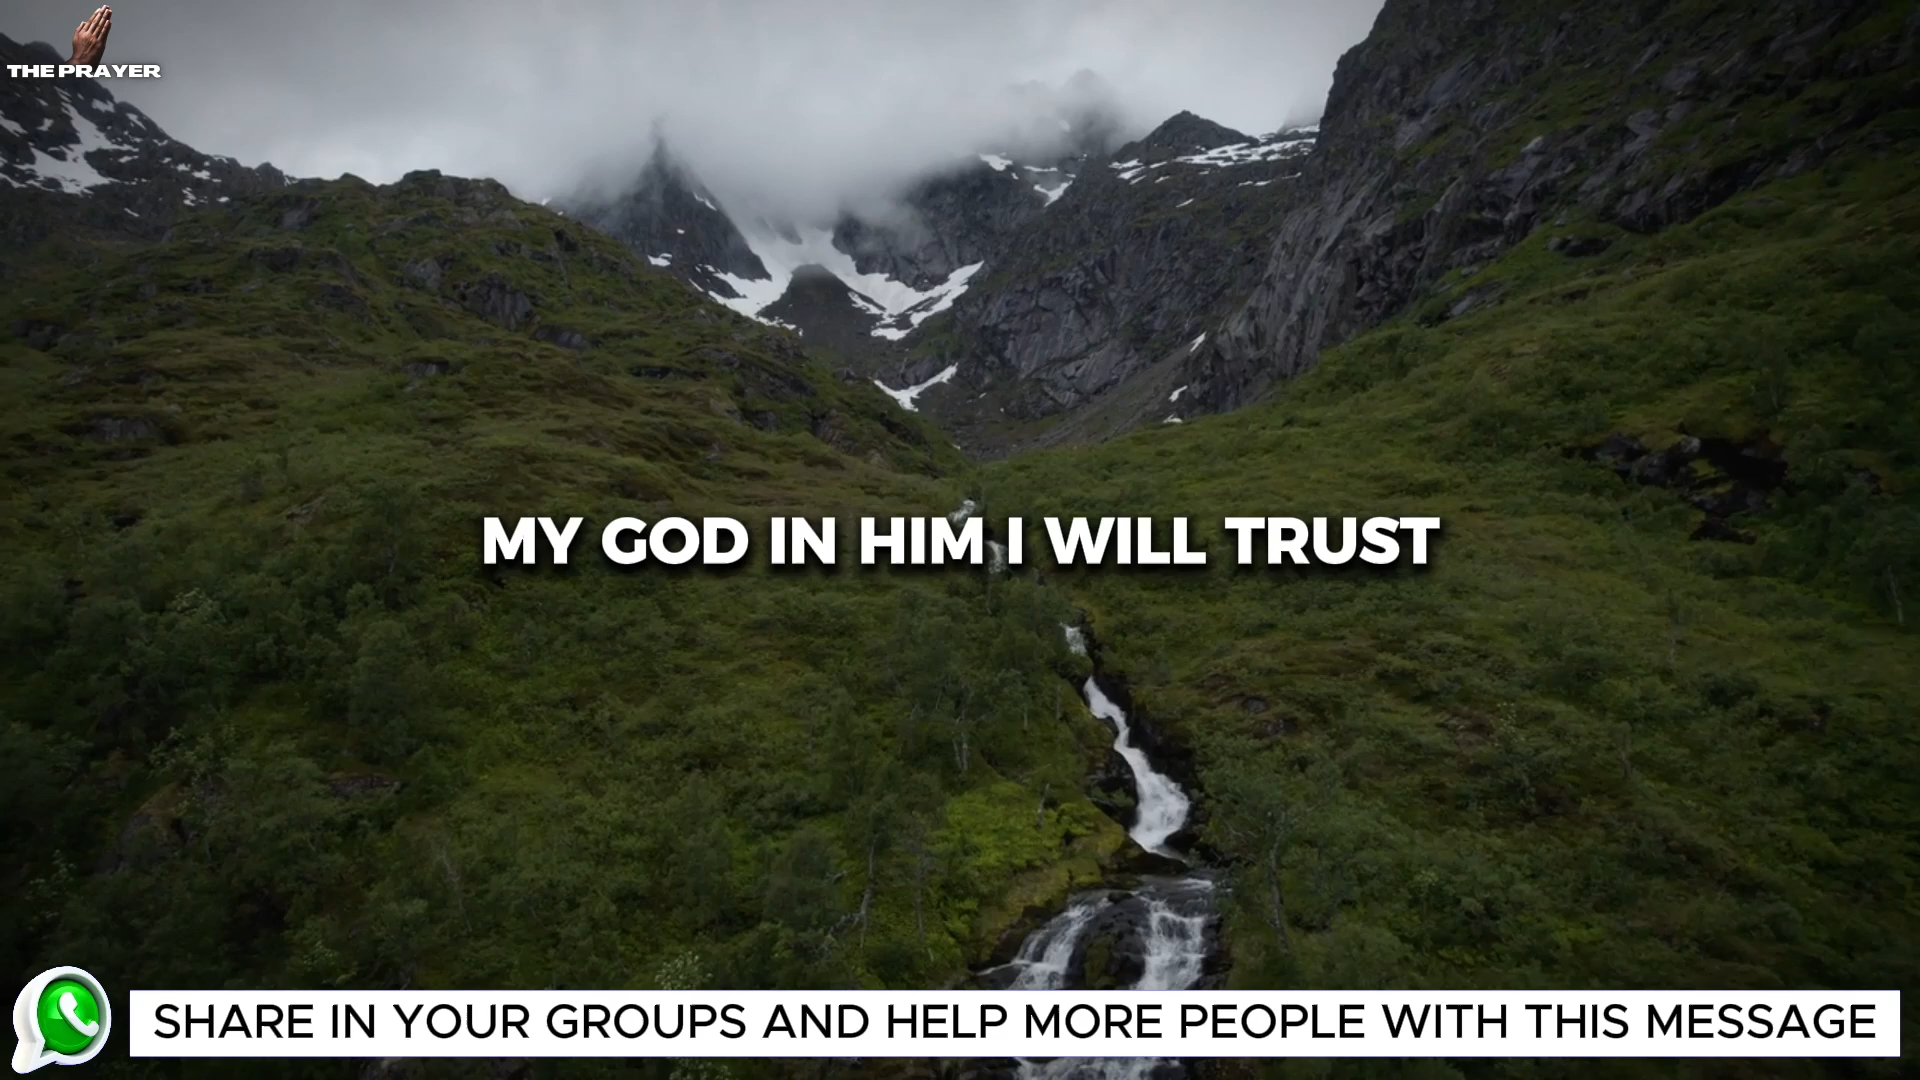 THE PRAYER
MY GOD IN HIM I WILL TRUST
SHARE IN YOUR GROUPS AND HELP MORE PEOPLE WITH THIS MESSAGE